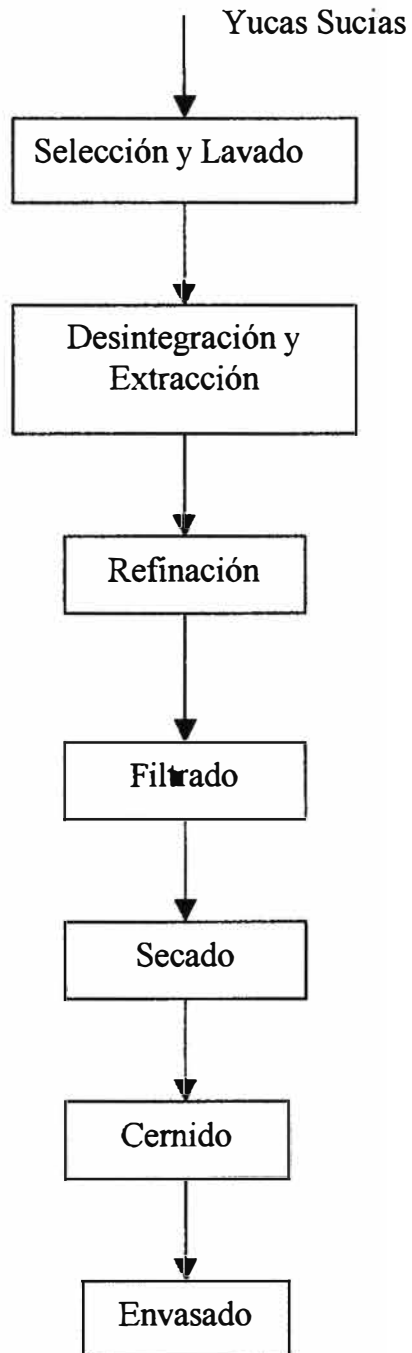 Yucas Sucias
Selección y Lavado
Desintegración y
Extracción
Refinación
Filtrado
Secado
Cernido
Envasado